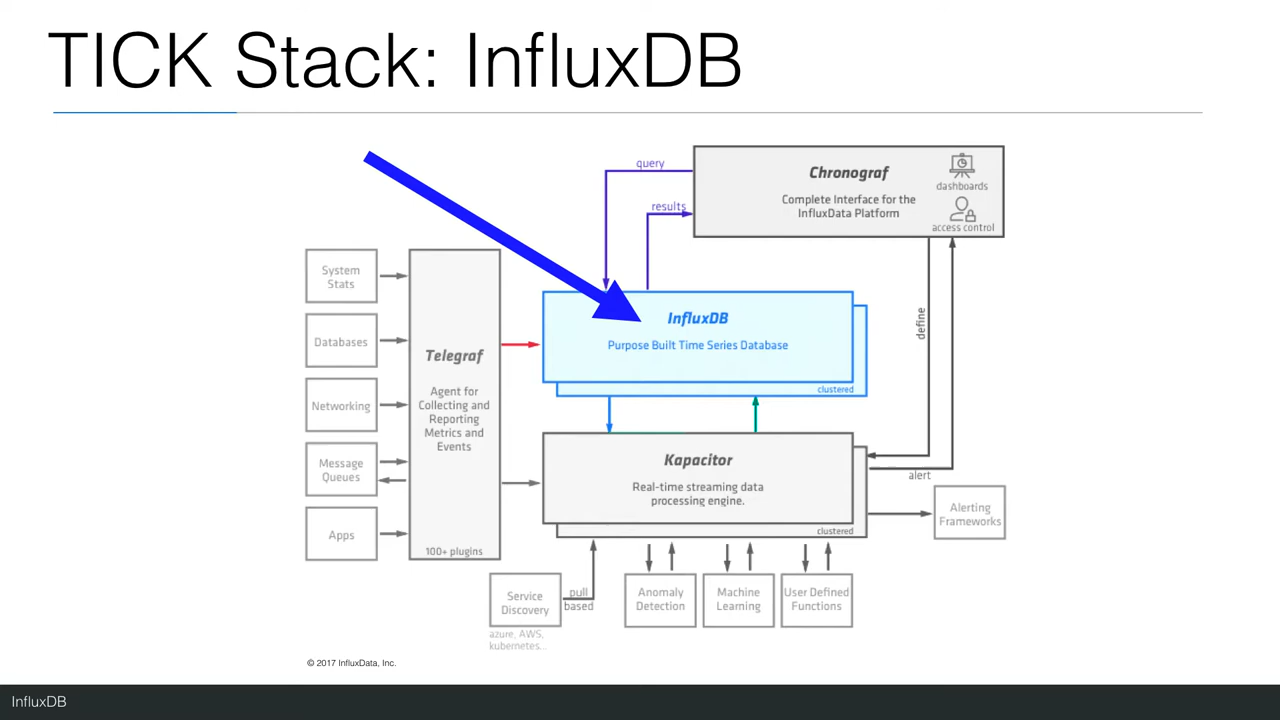 TICK Stack: InfluxDB
query
results
Chronograf
Complete Interface for the
InfluxData Platform
dashboards
access control
System
Stats
Databases
Networking
Message
Queues
Apps
Telegraf
Agent for
Collecting and
Reporting
Metrics and
Events
100+ plugins
InfluxDB
Purpose Built Time Series Database
clustered
define
Kapacitor
Real-time streaming data
processing engine.
clustered
alert
Alerting
Frameworks
Service
Discovery
pull
based
azure, AWS,
kubernetes...
Anomaly
Detection
Machine
Learning
User Defined
Functions
© 2017 InfluxData, Inc.
InfluxDB